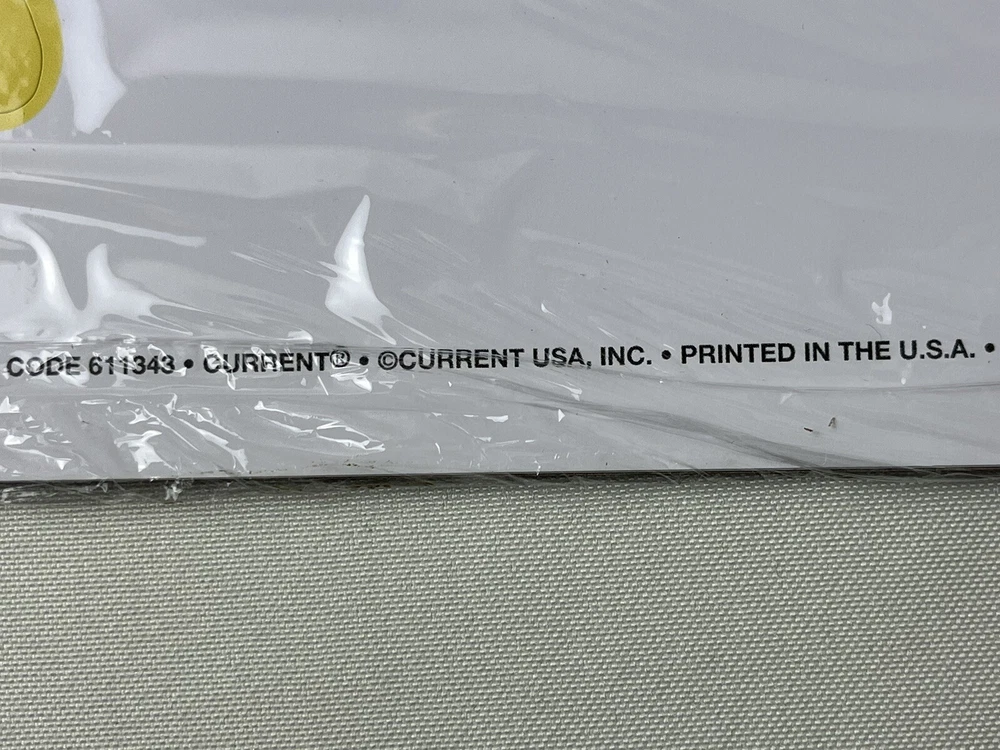 CODE 611343 • CURRENT® • ©CURRENT USA, INC. • PRINTED IN THE U.S.A. •